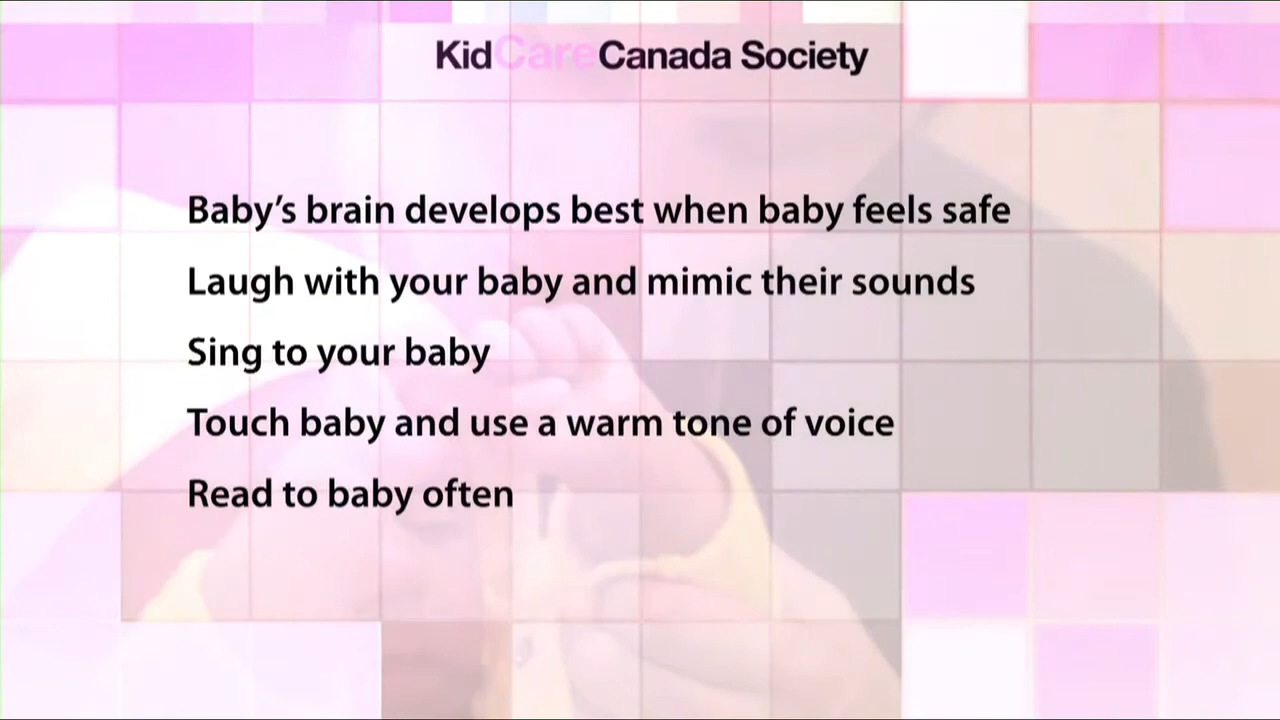 KidCareCanada Society
Baby’s brain develops best when baby feels safe
Laugh with your baby and mimic their sounds
Sing to your baby
Touch baby and use a warm tone of voice
Read to baby often